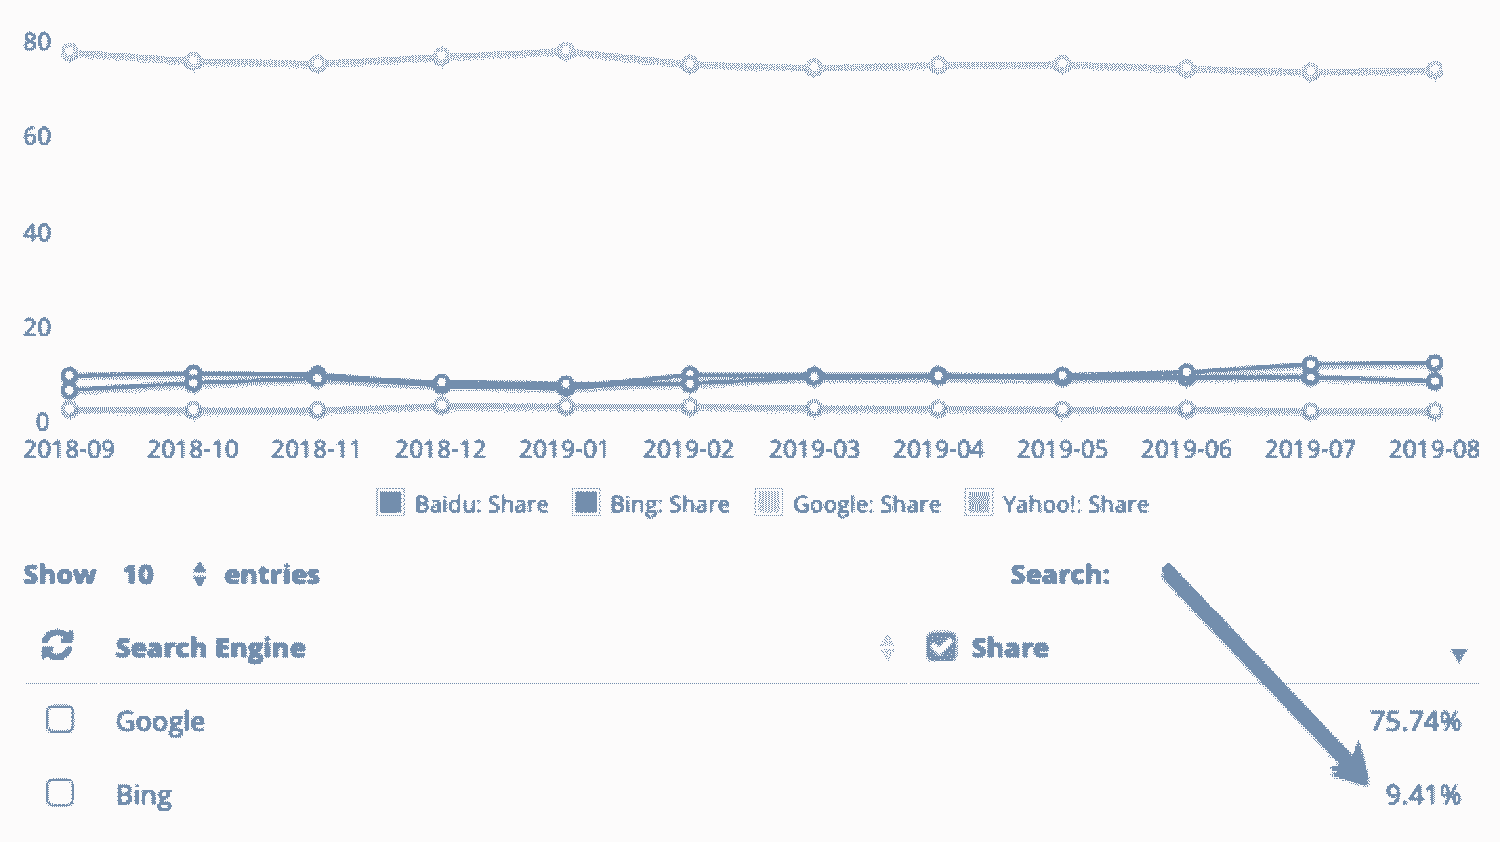 80
60
40
20
0
2018-09 2018-10 2018-11 2018-12 2019-01 2019-02 2019-03 2019-04 2019-05 2019-06 2019-07 2019-08
Baidu: Share Bing: Share Google: Share Yahoo!: Share
Show 10 entries Search:
Search Engine Share
Google 75.74%
Bing 9.41%